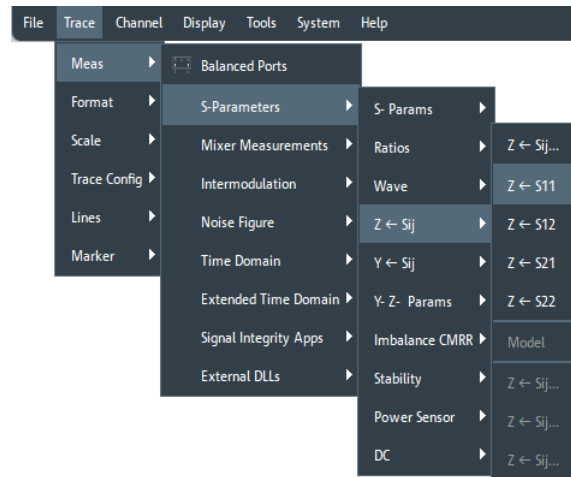 File Trace Channel Display Tools System Help
Meas
Format
Scale
Trace Config
Lines
Marker
Balanced Ports
S-Parameters
Mixer Measurements
Intermodulation
Noise Figure
Time Domain
Extended Time Domain
Signal Integrity Apps
External DLLs
S- Params
Ratios
Wave
Z ← Sij
Y ← Sij
Y- Z- Params
Imbalance CMRR
Stability
Power Sensor
DC
Z ← Sij...
Z ← S11
Z ← S12
Z ← S21
Z ← S22
Model
Z ← Sij...
Z ← Sij...
Z ← Sij...